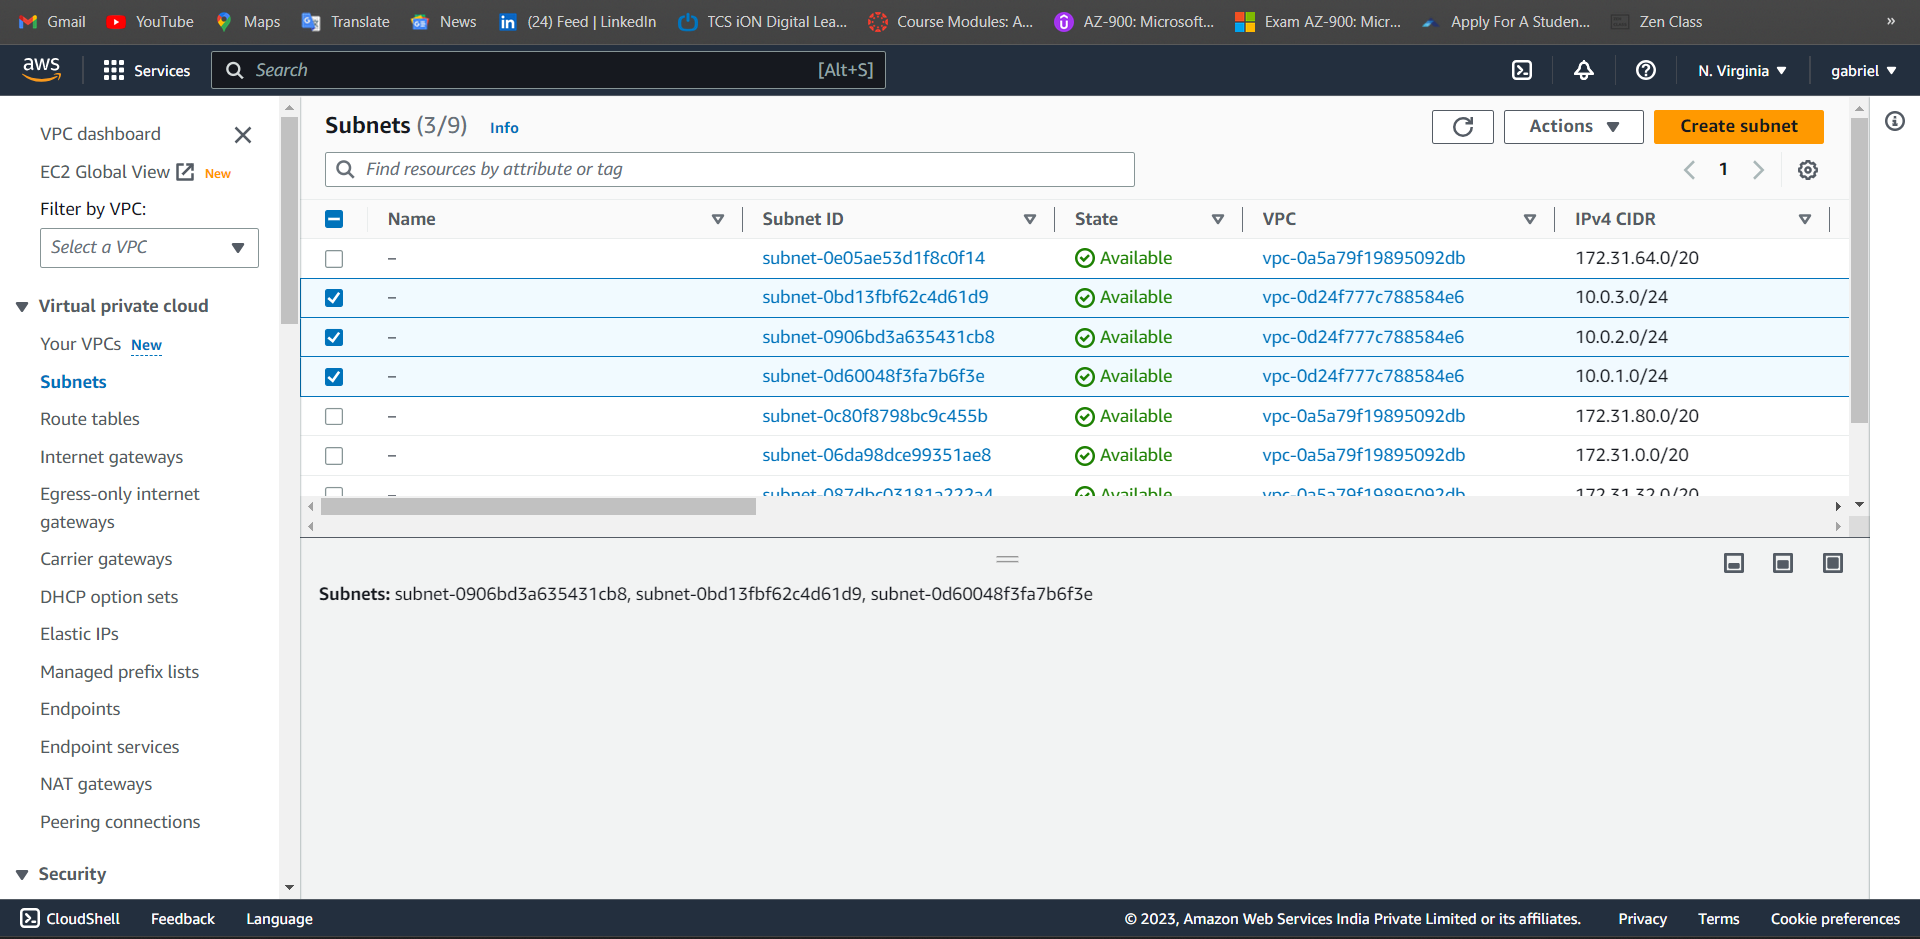 Gmail YouTube Maps Translate News (24) Feed | LinkedIn TCS iON Digital Lea... Course Modules: A... AZ-900: Microsoft... Exam AZ-900: Micr... Apply For A Studen... Zen Class »
aws Services Search [Alt+S] N. Virginia gabriel
VPC dashboard
EC2 Global View New
Filter by VPC:
Select a VPC
Virtual private cloud
Your VPCs New
Subnets
Route tables
Internet gateways
Egress-only internet
gateways
Carrier gateways
DHCP option sets
Elastic IPs
Managed prefix lists
Endpoints
Endpoint services
NAT gateways
Peering connections
Security
Subnets (3/9) Info Actions Create subnet
Find resources by attribute or tag 1
Name Subnet ID State VPC IPv4 CIDR
– subnet-0e05ae53d1f8c0f14 Available vpc-0a5a79f19895092db 172.31.64.0/20
– subnet-0bd13fbf62c4d61d9 Available vpc-0d24f777c788584e6 10.0.3.0/24
– subnet-0906bd3a635431cb8 Available vpc-0d24f777c788584e6 10.0.2.0/24
– subnet-0d60048f3fa7b6f3e Available vpc-0d24f777c788584e6 10.0.1.0/24
– subnet-0c80f8798bc9c455b Available vpc-0a5a79f19895092db 172.31.80.0/20
– subnet-06da98dce99351ae8 Available vpc-0a5a79f19895092db 172.31.0.0/20
– subnet-087dbc03181a222a4 Available vpc-0a5a79f19895092db 172.31.32.0/20
Subnets: subnet-0906bd3a635431cb8, subnet-0bd13fbf62c4d61d9, subnet-0d60048f3fa7b6f3e
CloudShell Feedback Language © 2023, Amazon Web Services India Private Limited or its affiliates. Privacy Terms Cookie preferences